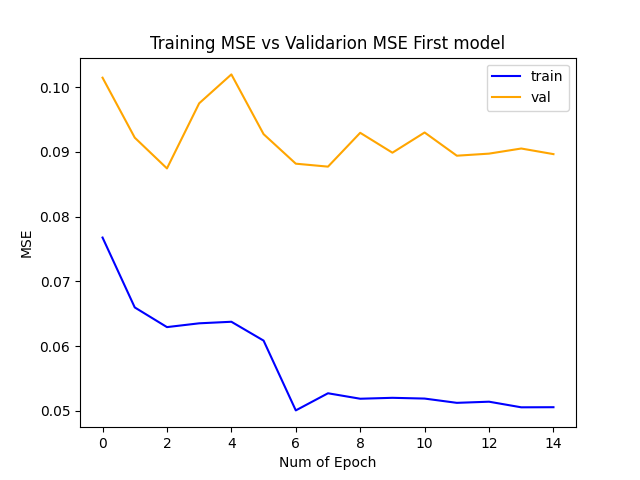 Training MSE vs Validarion MSE First model
train
val
0.10
0.09
0.08
0.07
0.06
0.05
MSE
0 2 4 6 8 10 12 14
Num of Epoch